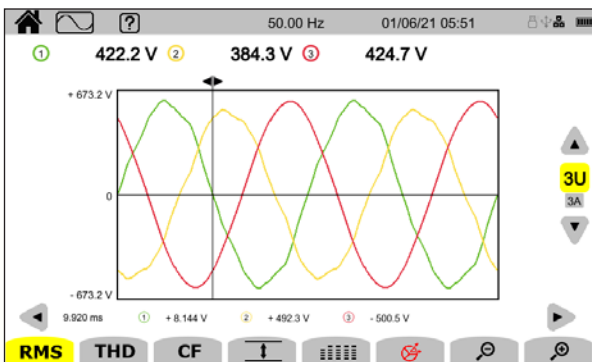 ? 50.00 Hz 01/06/21 05:51
1 422.2 V 2 384.3 V 3 424.7 V
+ 673.2 V
0
- 673.2 V
3U
3A
9.920 ms 1 + 8.144 V 2 + 492.3 V 3 - 500.5 V
RMS THD CF